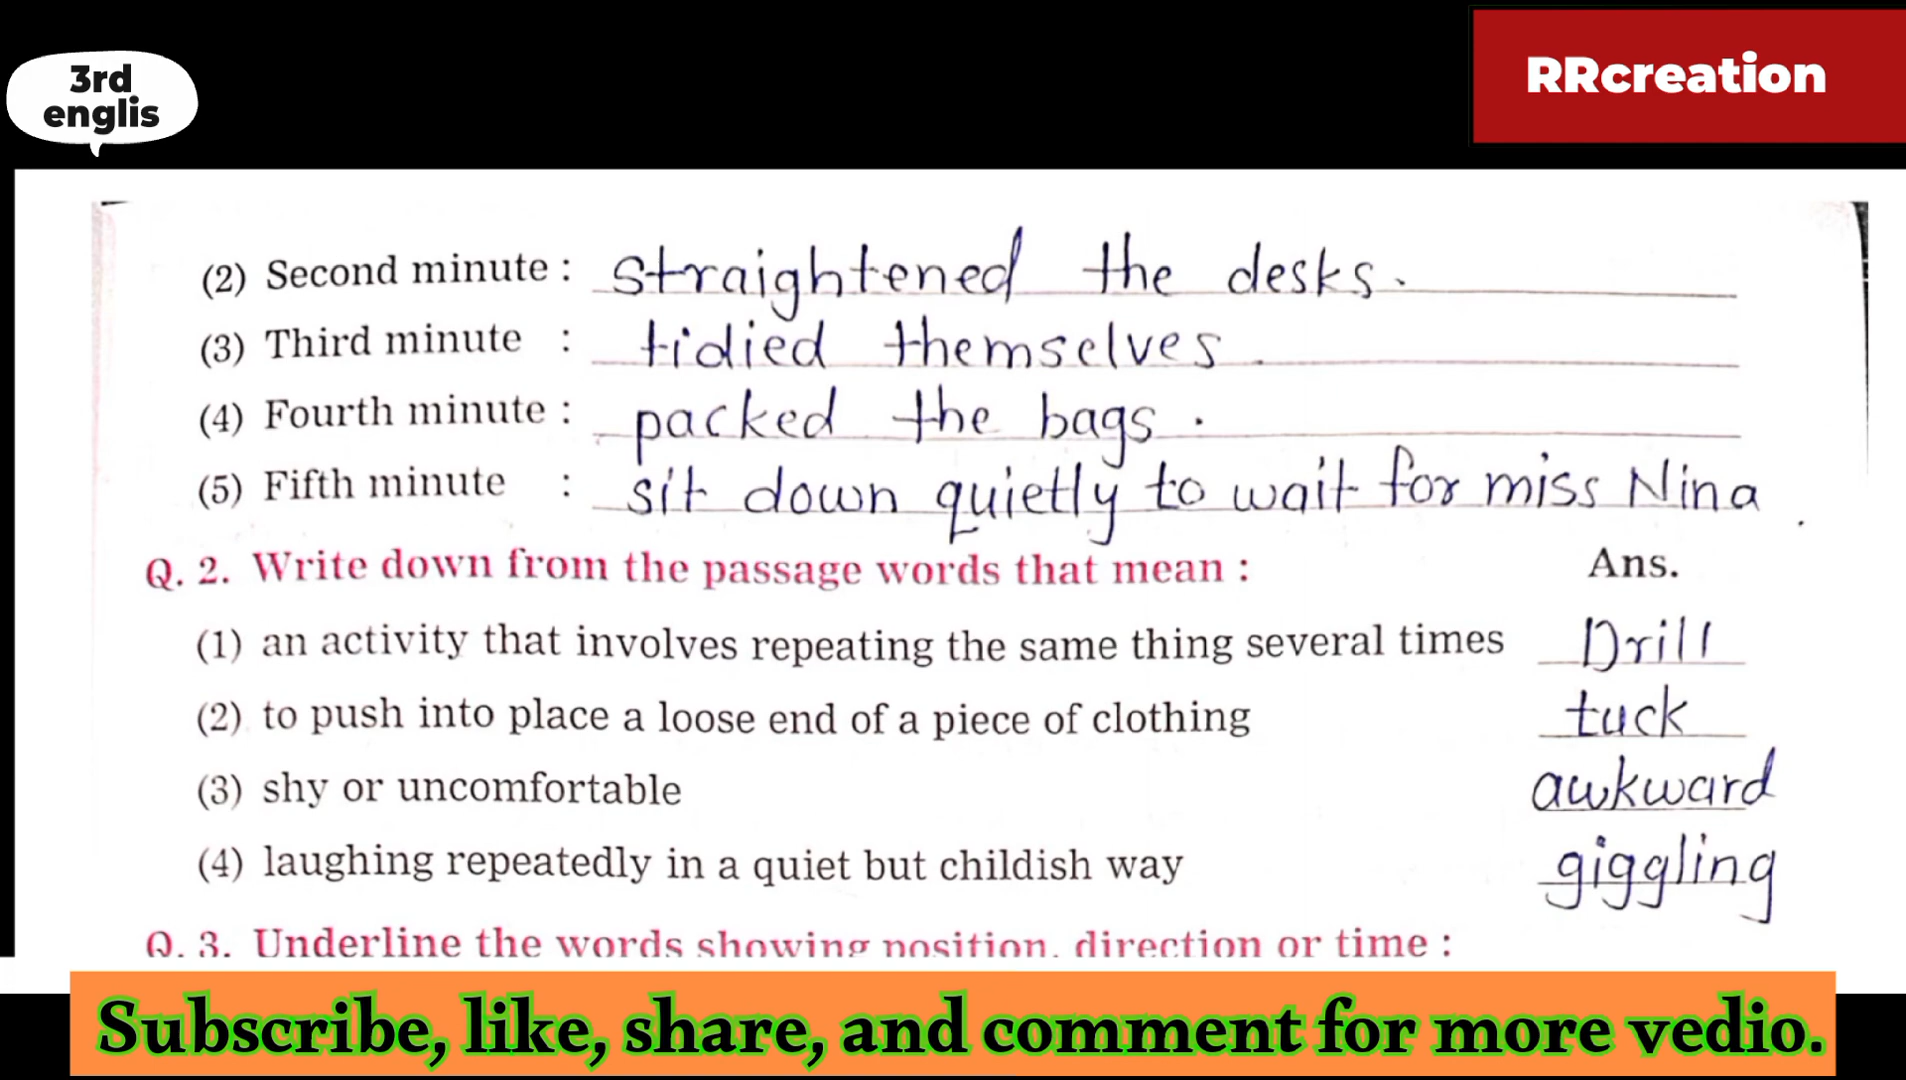 3rd
englis
RRcreation
(2) Second minute : straightened the desks.
(3) Third minute : tidied themselves.
(4) Fourth minute : packed the bags.
(5) Fifth minute : sit down quietly to wait for miss Nina.
Q. 2. Write down from the passage words that mean : Ans.
(1) an activity that involves repeating the same thing several times Drill
(2) to push into place a loose end of a piece of clothing tuck
(3) shy or uncomfortable awkward
(4) laughing repeatedly in a quiet but childish way giggling
Q. 3. Underline the words showing position, direction or time :
Subscribe, like, share, and comment for more vedio.